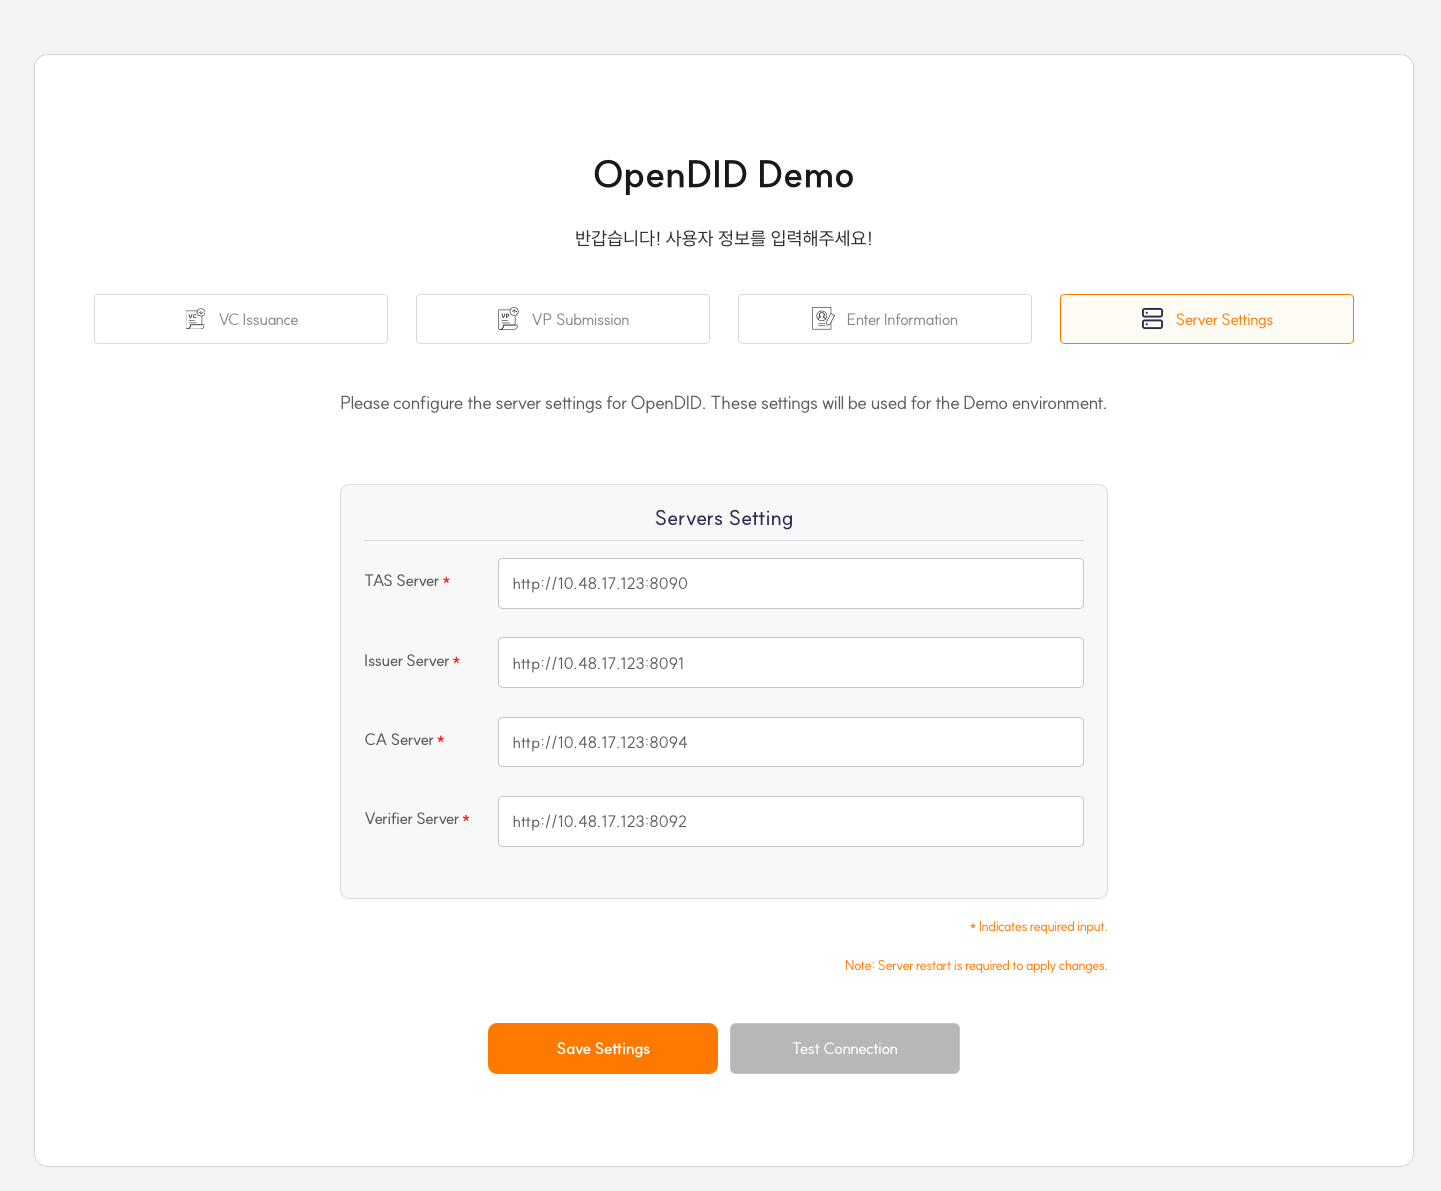 OpenDID Demo
반갑습니다! 사용자 정보를 입력해주세요!
VC VC Issuance
VP VP Submission
Enter Information
Server Settings
Please configure the server settings for OpenDID. These settings will be used for the Demo environment.
Servers Setting
TAS Server * http://10.48.17.123:8090
Issuer Server * http://10.48.17.123:8091
CA Server * http://10.48.17.123:8094
Verifier Server * http://10.48.17.123:8092
* Indicates required input.
Note: Server restart is required to apply changes.
Save Settings
Test Connection